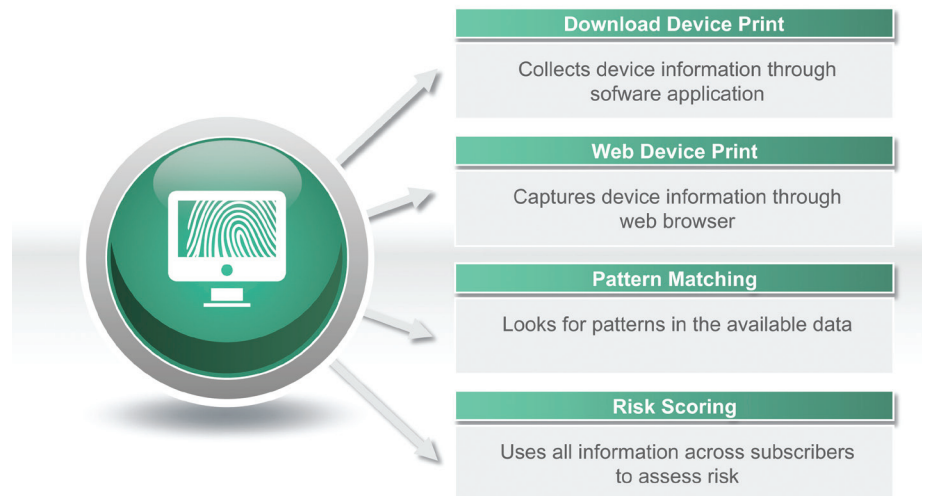 Download Device Print
Collects device information through
sofware application
Web Device Print
Captures device information through
web browser
Pattern Matching
Looks for patterns in the available data
Risk Scoring
Uses all information across subscribers
to assess risk